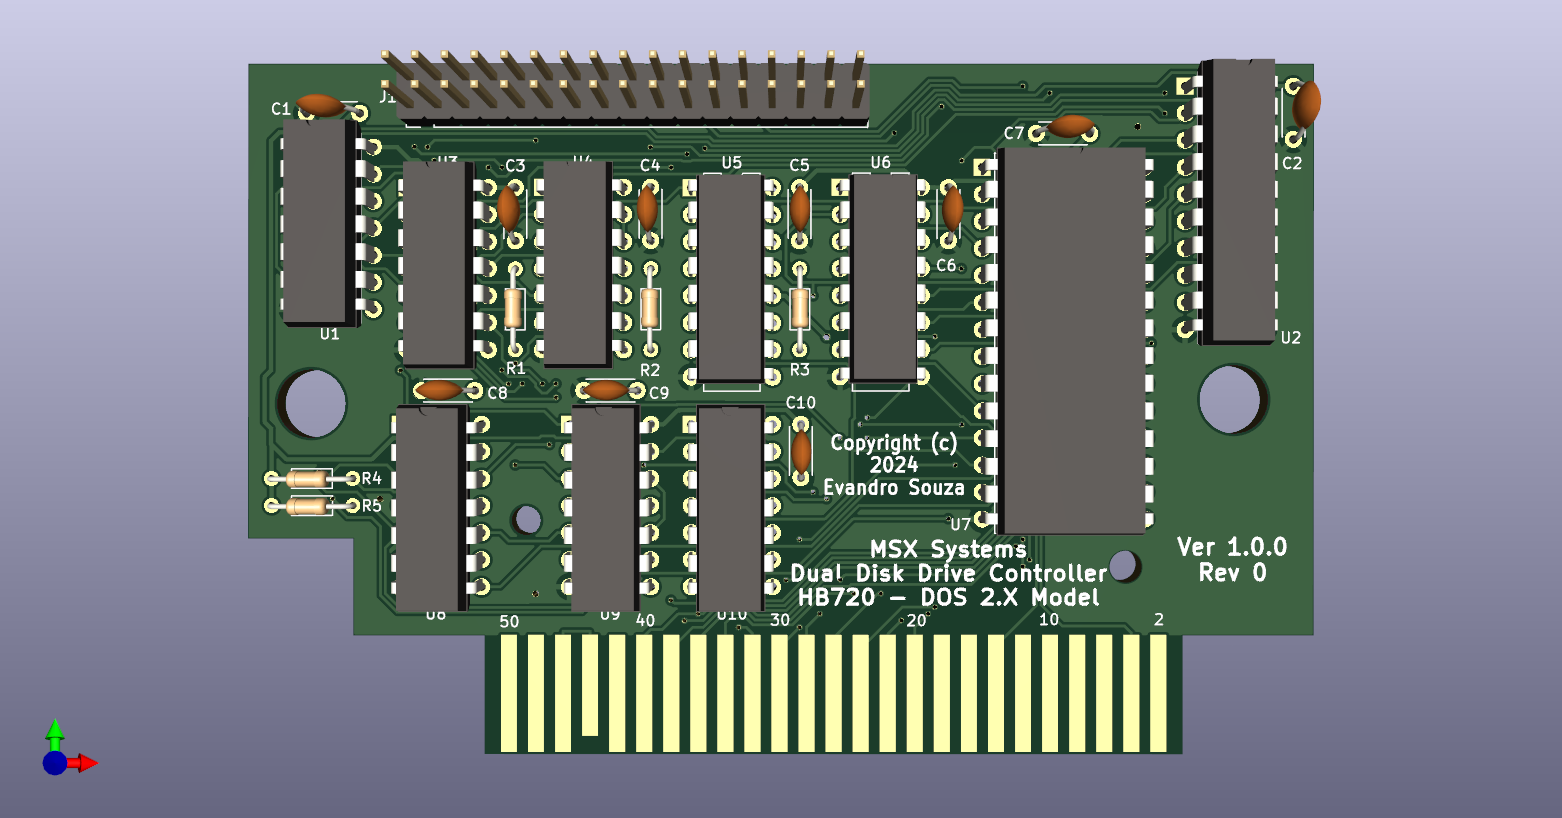 C1
J1
C7
C2
U3
C3
U4
C4
U5
C5
U6
C6
U1
U2
R1
R2
R3
C8
C9
C10
Copyright (c)
2024
Evandro Souza
R4
R5
U7
MSX Systems
Dual Disk Drive Controller
HB720 – DOS 2.X Model
Ver 1.0.0
Rev 0
U8
U9
U10
50
40
30
20
10
2